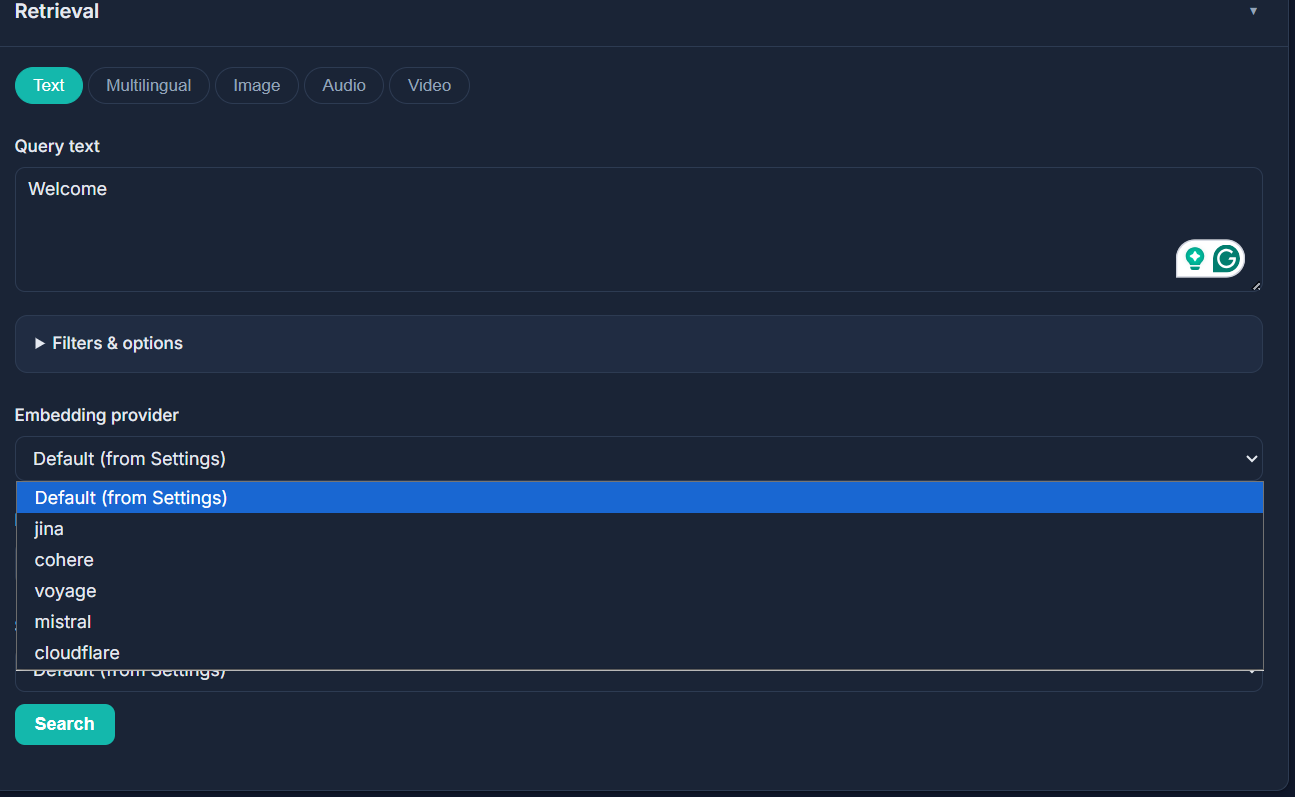 Retrieval
Text Multilingual Image Audio Video
Query text
Welcome
Filters & options
Embedding provider
Default (from Settings)
Default (from Settings)
jina
cohere
voyage
mistral
cloudflare
Default (from Settings)
Search